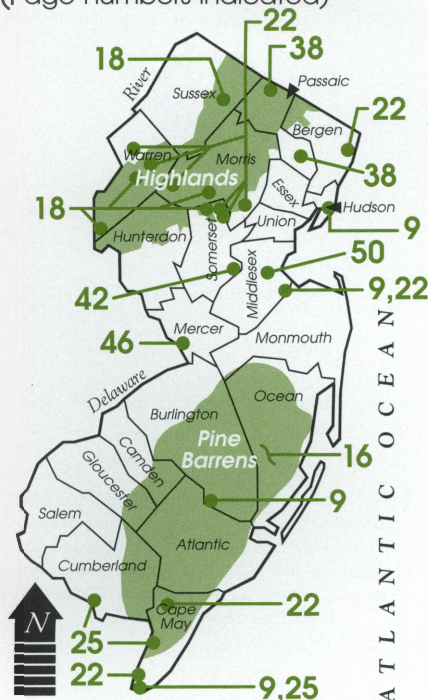 (Page numbers indicated)
22
18
38
River
Sussex
Passaic
22
Bergen
Warren
Morris
38
Highlands
Essex
18
Hudson
Union
9
Hunterdon
Somerset
50
Middlesex
42
9,22
Mercer
46
Monmouth
Delaware
Ocean
Burlington
Pine
Barrens
16
Camden
Gloucester
9
Salem
Atlantic
Cumberland
22
Cape
May
N
25
22
9,25
ATLANTIC OCEAN